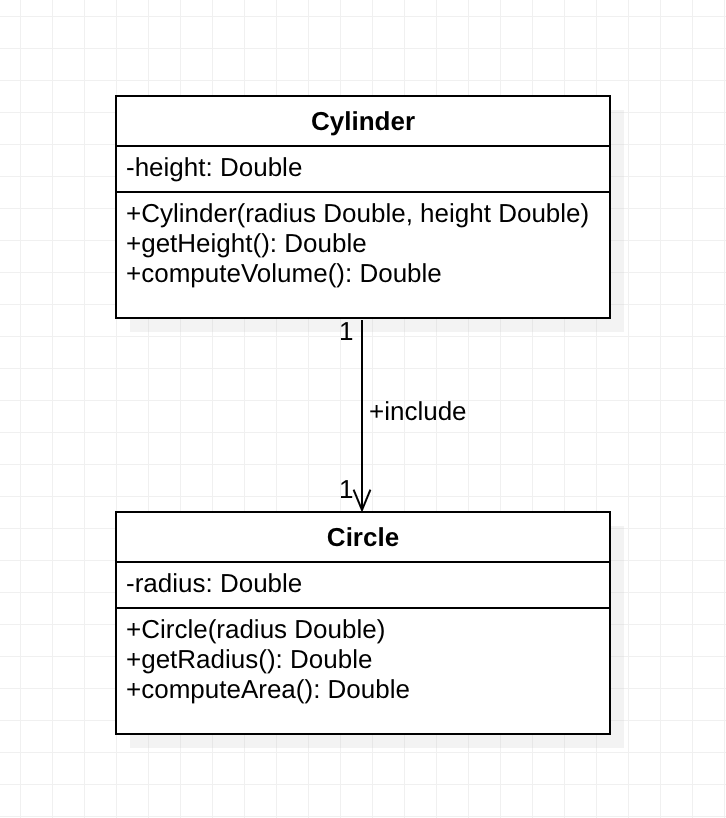 Cylinder
-height: Double
+Cylinder(radius Double, height Double)
+getHeight(): Double
+computeVolume(): Double
1
+include
1
Circle
-radius: Double
+Circle(radius Double)
+getRadius(): Double
+computeArea(): Double